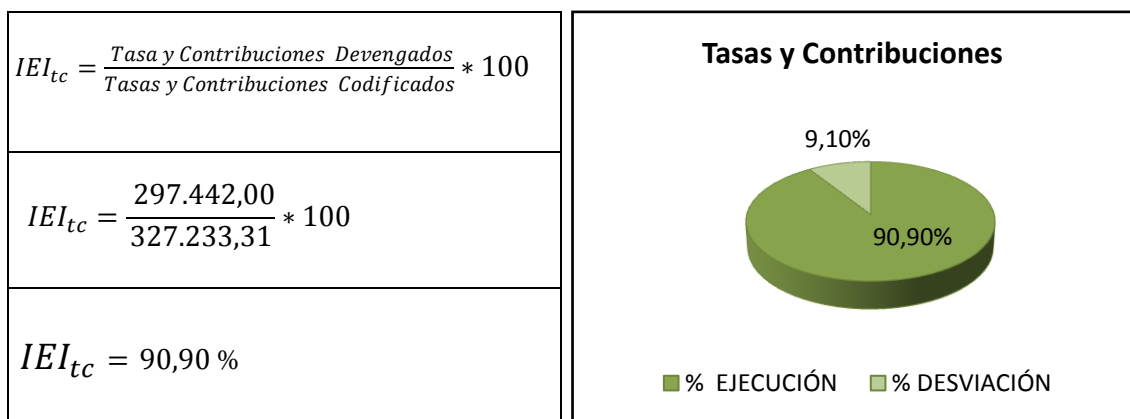 IEI_tc = Tasa y Contribuciones Devengados / Tasas y Contribuciones Codificados * 100
IEI_tc = 297.442,00 / 327.233,31 * 100
IEI_tc = 90,90 %
Tasas y Contribuciones
9,10%
90,90%
% EJECUCIÓN % DESVIACIÓN